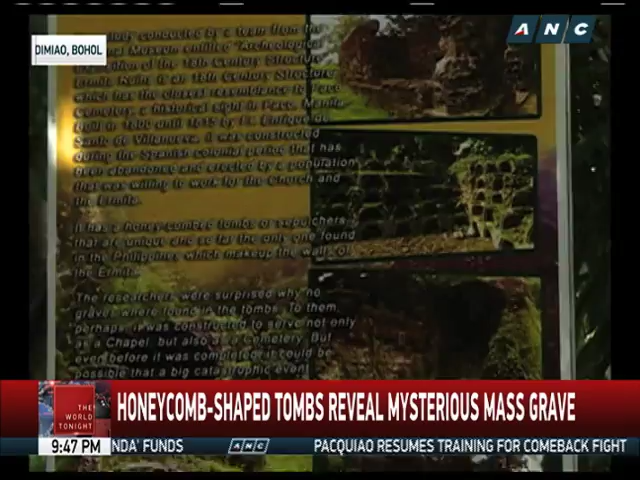 ANC
DIMIAO, BOHOL
study conducted by a team from the
Museum entitled "Archeological
of the 18th Century Structure
Ermita Ruins is an 18th Century Structure,
which has the closest resemblance to Paco
Cemetery, a historical sight in Paco, Manila
built in until by Fr. Enrique de
Santo de Villanueva. It was constructed
during the Spanish colonial period that has
been abandoned and erected by a population
that was willing to work for the Church and
the Ermita.
It has a honey-combed tombs or sepulchers
that are unique and so far the only one found
in the Philippines which makeup the walls of
the Ermita.
The researchers were surprised why no
grave where found in the tombs. To them,
perhaps, it was constructed to serve not only
as a Chapel but also as a Cemetery. But
even before it was completed it could be
possible that a big catastrophic event
THE WORLD TONIGHT
HONEYCOMB-SHAPED TOMBS REVEAL MYSTERIOUS MASS GRAVE
9:47 PM NDA' FUNDS ANC PACQUIAO RESUMES TRAINING FOR COMEBACK FIGHT